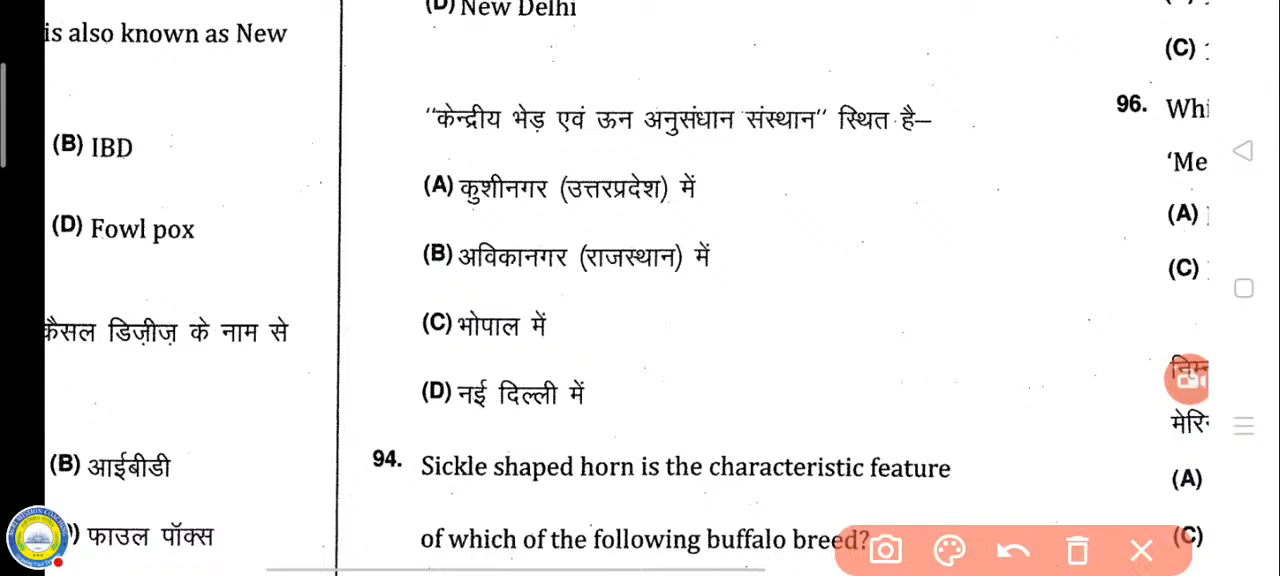 is also known as New
(B) IBD
(D) Fowl pox
कैसल डिज़ीज़ के नाम से
(B) आईबीडी
फाउल पॉक्स
(D) New Delhi
"केन्द्रीय भेड़ एवं ऊन अनुसंधान संस्थान" स्थित है–
(A) कुशीनगर (उत्तरप्रदेश) में
(B) अविकानगर (राजस्थान) में
(C) भोपाल में
(D) नई दिल्ली में
94. Sickle shaped horn is the characteristic feature
of which of the following buffalo breed?
(C)
96. Whi
'Me
(A)
(C)
(A)
(C)